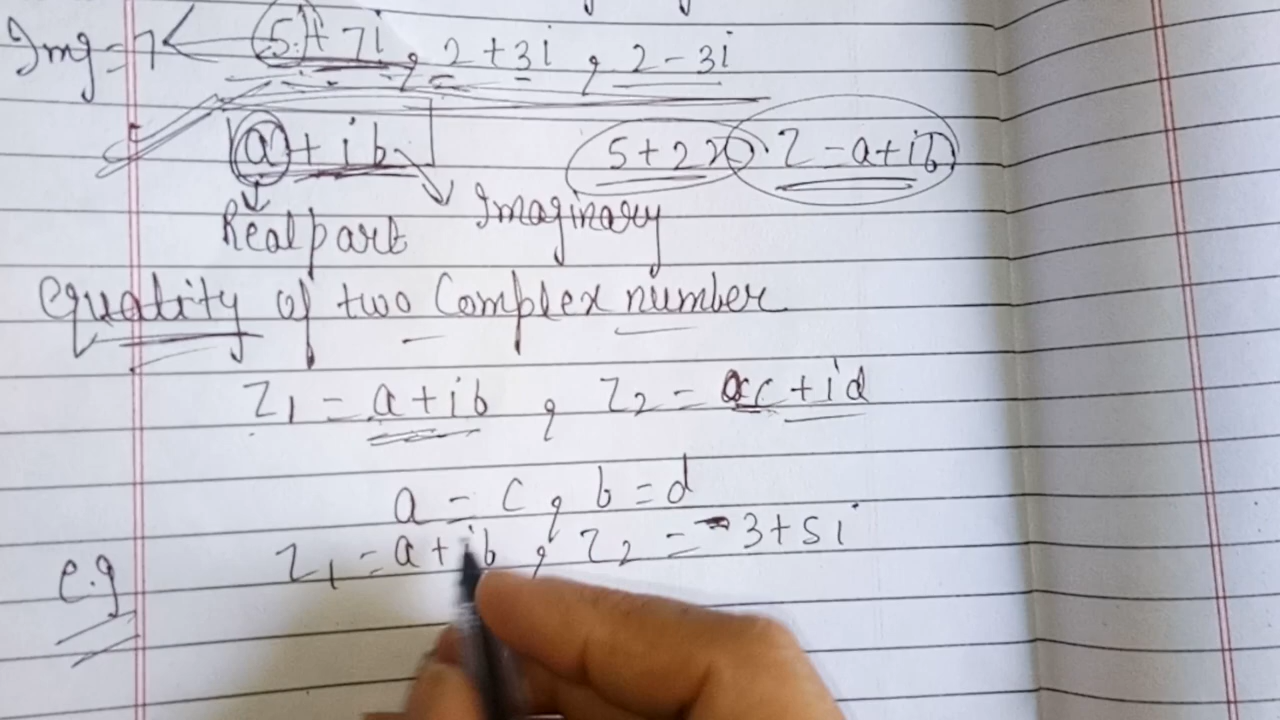 Img = 7 5 + 7i , 2 + 3i , 2 - 3i
a + ib 5 + 2 Z = a + ib
Real part Imaginary
Equality of two Complex number
Z1 = a + ib , Z2 = c + id
a = c , b = d
e.g Z1 = a + ib , Z2 = -3 + 5i